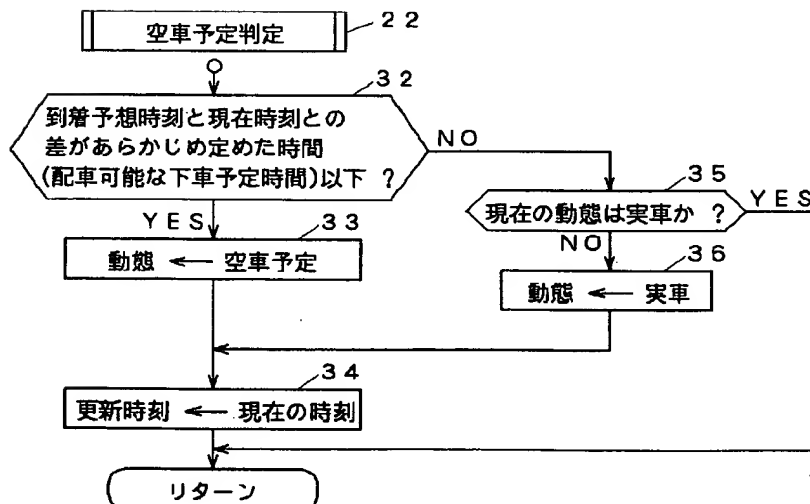 空車予定判定
22
32
到着予想時刻と現在時刻との
差があらかじめ定めた時間
(配車可能な下車予定時間)以下 ?
NO
YES
35
現在の動態は実車か ?
YES
NO
33
動態 ← 空車予定
36
動態 ← 実車
34
更新時刻 ← 現在の時刻
リターン